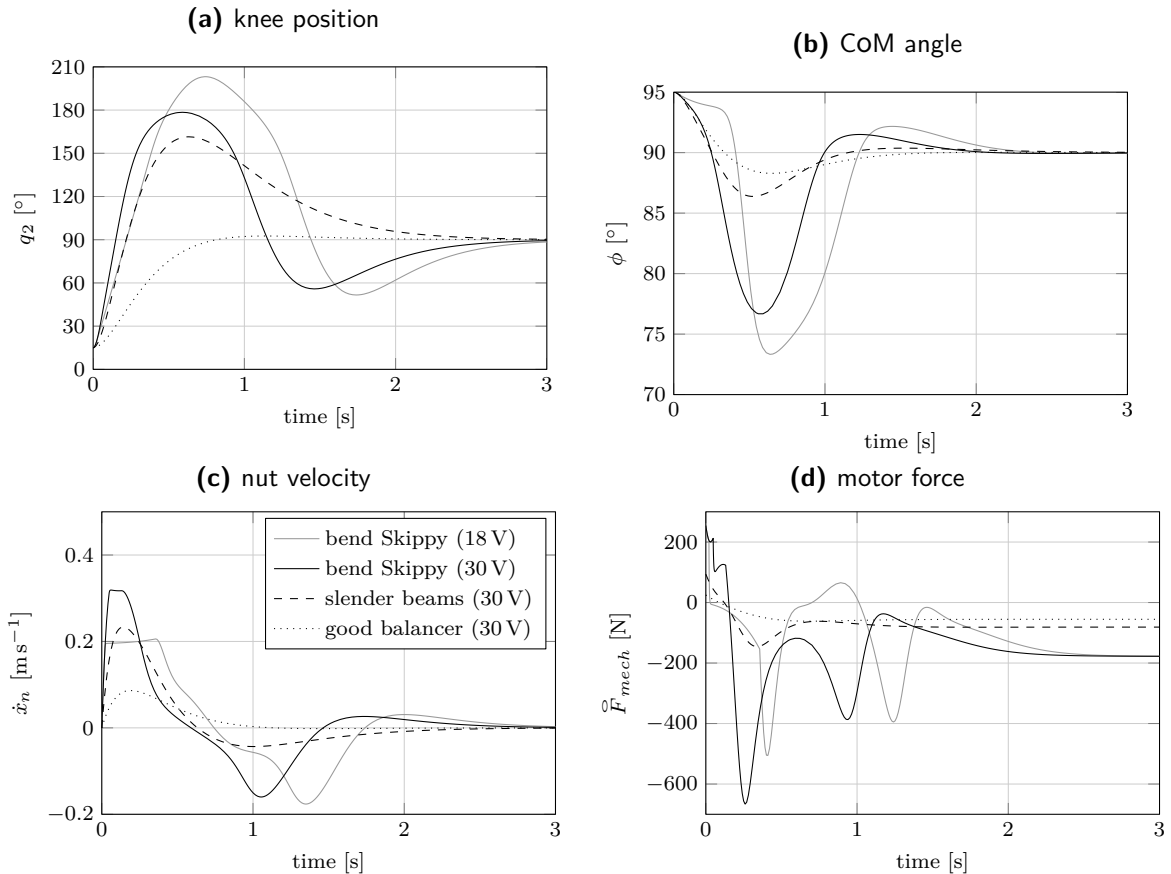 (a) knee position
210
180
150
120
90
60
30
0
q2 [°]
0 1 2 3
time [s]
(b) CoM angle
95
90
85
80
75
70
ϕ [°]
0 1 2 3
time [s]
(c) nut velocity
0.4
0.2
0
−0.2
ẋn [m s−1]
bend Skippy (18 V)
bend Skippy (30 V)
slender beams (30 V)
good balancer (30 V)
0 1 2 3
time [s]
(d) motor force
200
0
−200
−400
−600
F̊mech [N]
0 1 2 3
time [s]